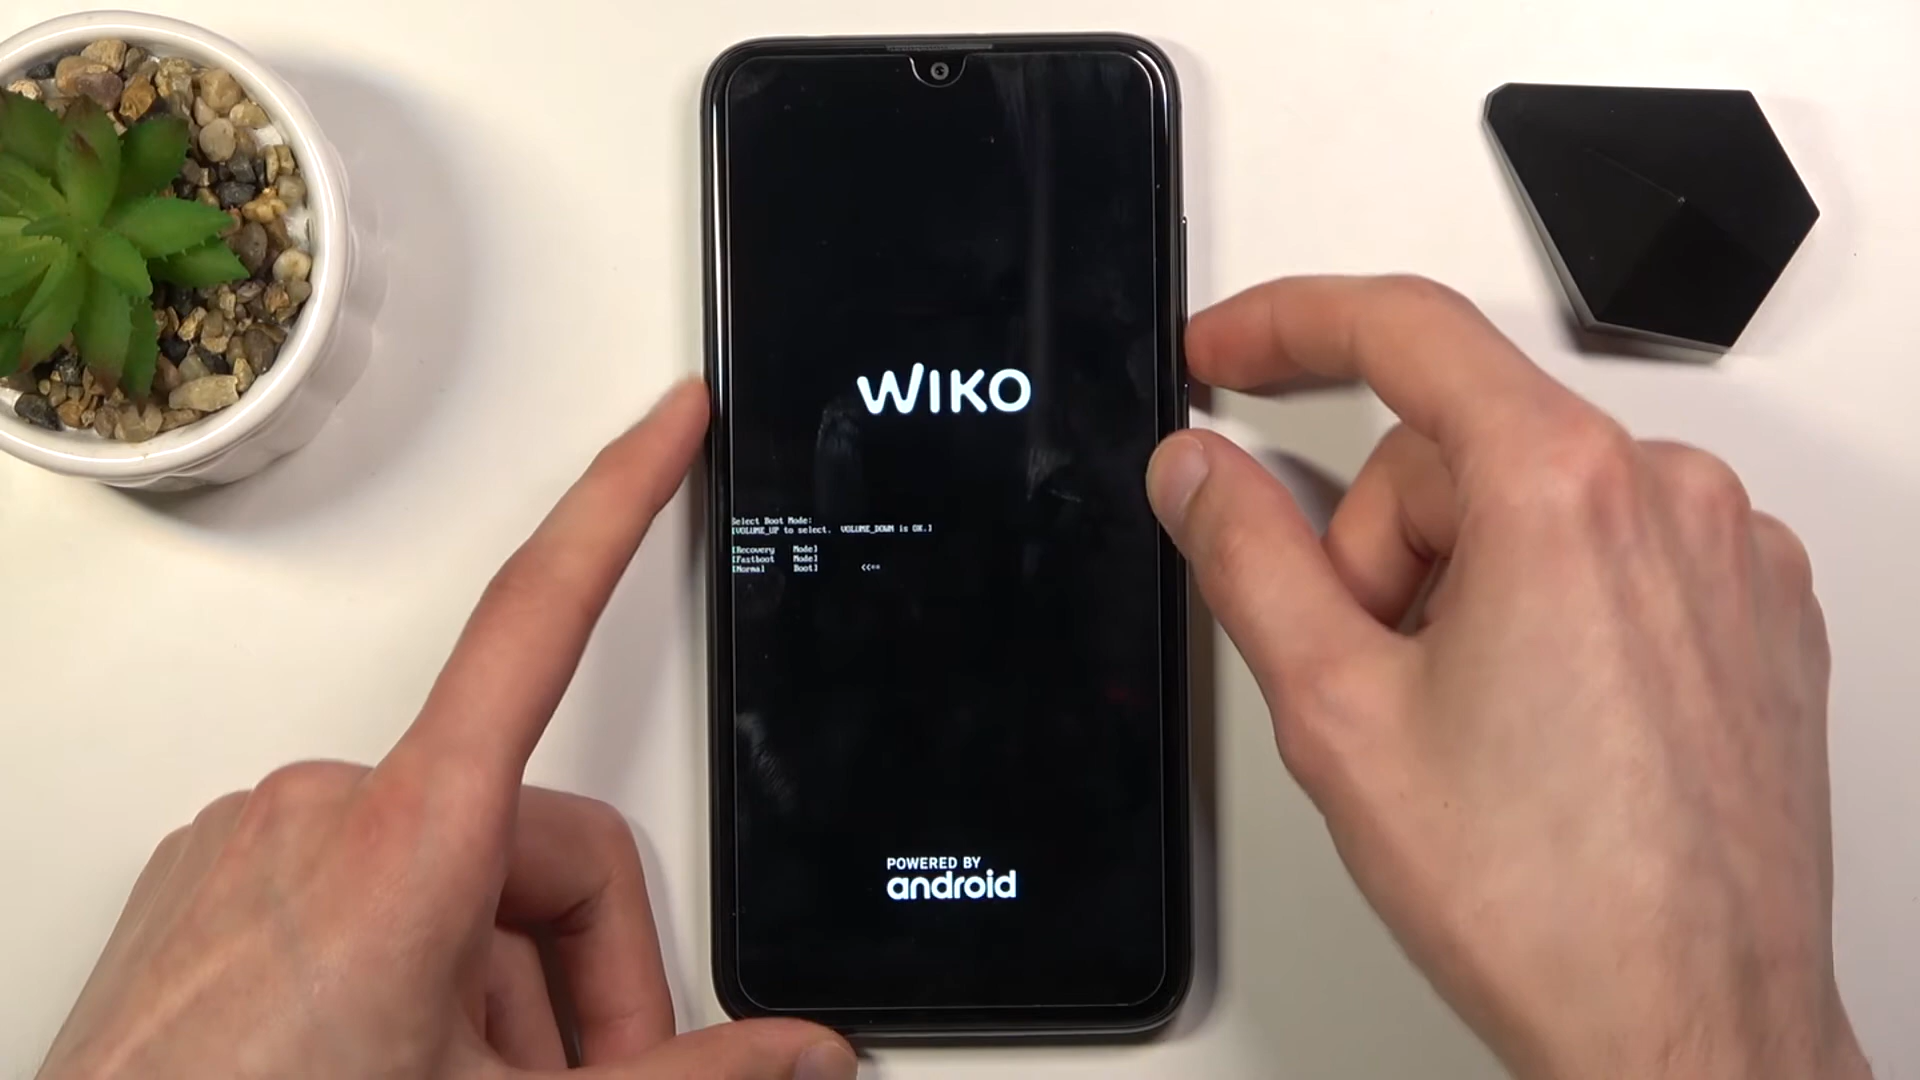 WIKO
Select Boot Mode:
[VOLUME_UP to select.  VOLUME_DOWN is OK.]
[Recovery    Mode]
[Fastboot    Mode]
[Normal      Boot]        <<==
POWERED BY
android